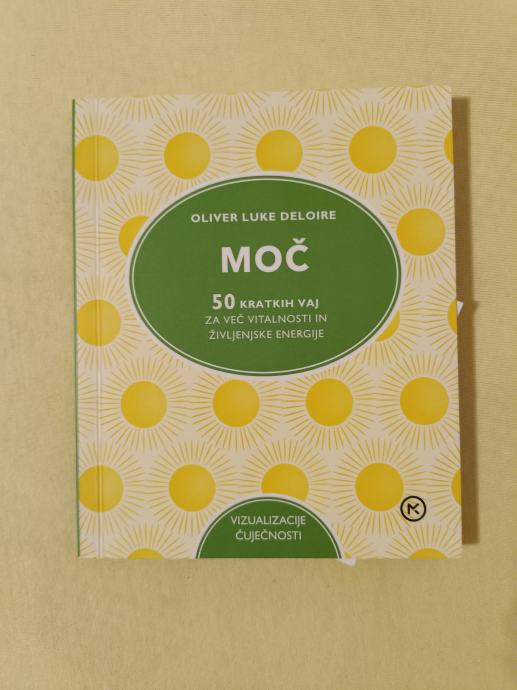 OLIVER LUKE DELOIRE
MOČ
50 KRATKIH VAJ
ZA VEČ VITALNOSTI IN
ŽIVLJENJSKE ENERGIJE
VIZUALIZACIJE
ČUJEČNOSTI